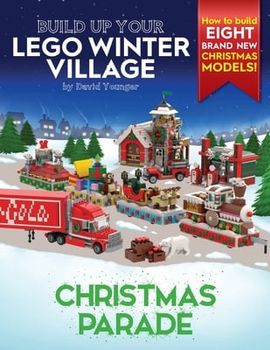 BUILD UP YOUR
LEGO WINTER
VILLAGE
by David Younger
How to build
EIGHT
BRAND NEW
CHRISTMAS
MODELS!
CHRISTMAS
PARADE